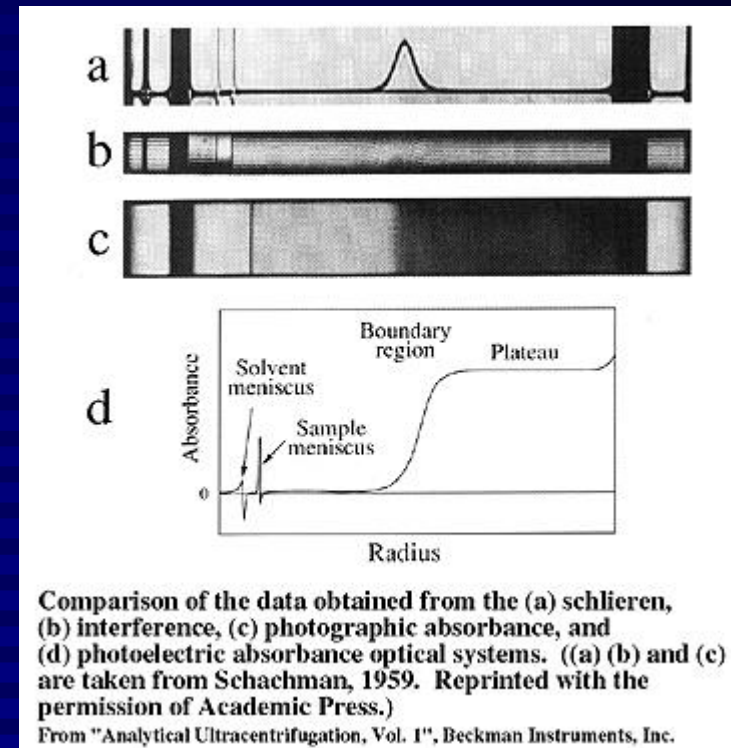 a
b
c
d
Boundary
region
Plateau
Solvent
meniscus
Sample
meniscus
Absorbance
0
Radius
Comparison of the data obtained from the (a) schlieren,
(b) interference, (c) photographic absorbance, and
(d) photoelectric absorbance optical systems. ((a) (b) and (c)
are taken from Schachman, 1959. Reprinted with the
permission of Academic Press.)
From "Analytical Ultracentrifugation, Vol. 1", Beckman Instruments, Inc.